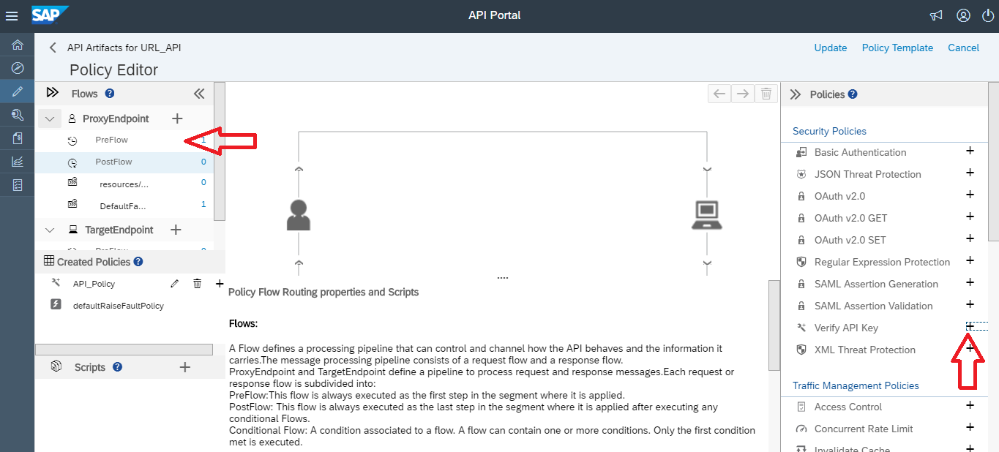 SAP
API Portal
API Artifacts for URL_API
Update
Policy Template
Cancel
Policy Editor
Flows
ProxyEndpoint
PreFlow 1
PostFlow 0
resources/... 0
DefaultFa... 1
TargetEndpoint
PreFlow 0
Created Policies
API_Policy
defaultRaiseFaultPolicy
Scripts
Policy Flow Routing properties and Scripts
Flows:
A Flow defines a processing pipeline that can control and channel how the API behaves and the information it
carries.The message processing pipeline consists of a request flow and a response flow.
ProxyEndpoint and TargetEndpoint define a pipeline to process request and response messages.Each request or
response flow is subdivided into:
PreFlow:This flow is always executed as the first step in the segment where it is applied.
PostFlow: This flow is always executed as the last step in the segment where it is applied after executing any
conditional Flows.
Conditional Flow: A condition associated to a flow. A flow can contain one or more conditions. Only the first condition
met is executed.
Policies
Security Policies
Basic Authentication
JSON Threat Protection
OAuth v2.0
OAuth v2.0 GET
OAuth v2.0 SET
Regular Expression Protection
SAML Assertion Generation
SAML Assertion Validation
Verify API Key
XML Threat Protection
Traffic Management Policies
Access Control
Concurrent Rate Limit
Invalidate Cache